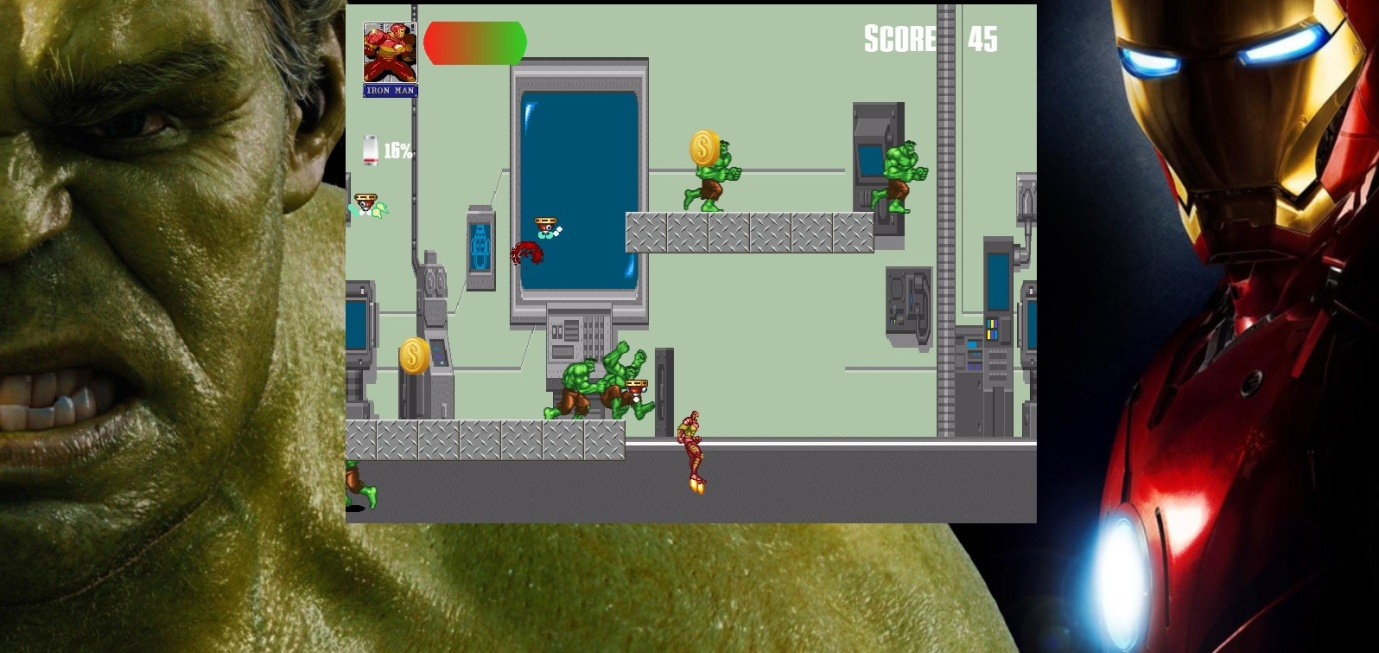 SCORE 45
IRON MAN
16%
$
$